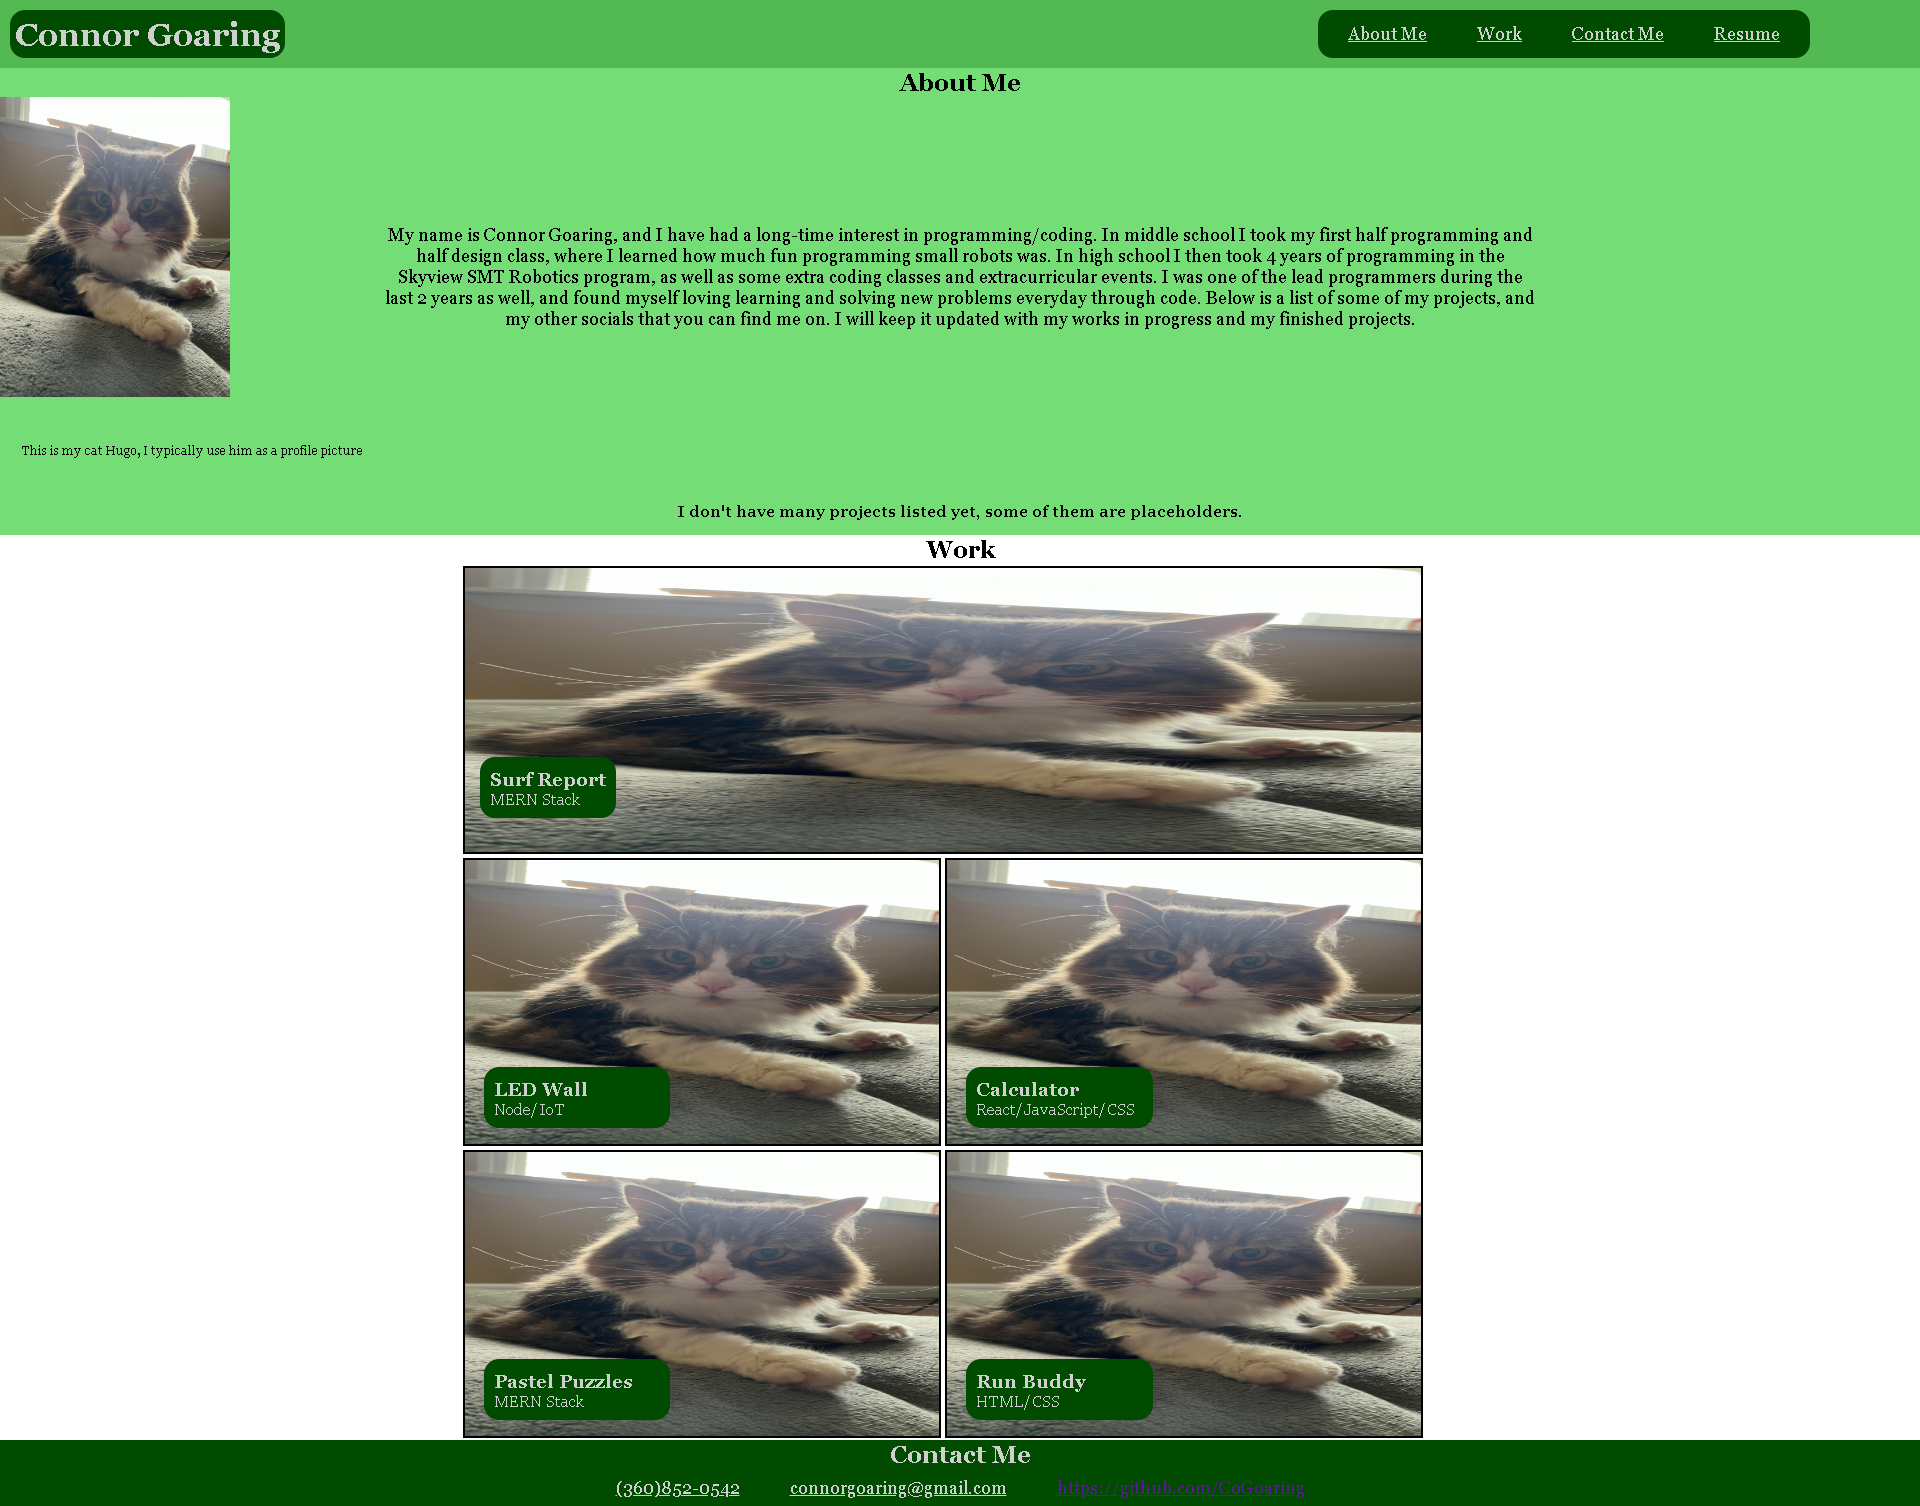 Connor Goaring
About Me
Work
Contact Me
Resume
About Me
My name is Connor Goaring, and I have had a long-time interest in programming/coding. In middle school I took my first half programming and
half design class, where I learned how much fun programming small robots was. In high school I then took 4 years of programming in the
Skyview SMT Robotics program, as well as some extra coding classes and extracurricular events. I was one of the lead programmers during the
last 2 years as well, and found myself loving learning and solving new problems everyday through code. Below is a list of some of my projects, and
my other socials that you can find me on. I will keep it updated with my works in progress and my finished projects.
This is my cat Hugo, I typically use him as a profile picture
I don't have many projects listed yet, some of them are placeholders.
Work
Surf Report
MERN Stack
LED Wall
Node/IoT
Calculator
React/JavaScript/CSS
Pastel Puzzles
MERN Stack
Run Buddy
HTML/CSS
Contact Me
(360)852-0542
connorgoaring@gmail.com
https://github.com/CoGoaring